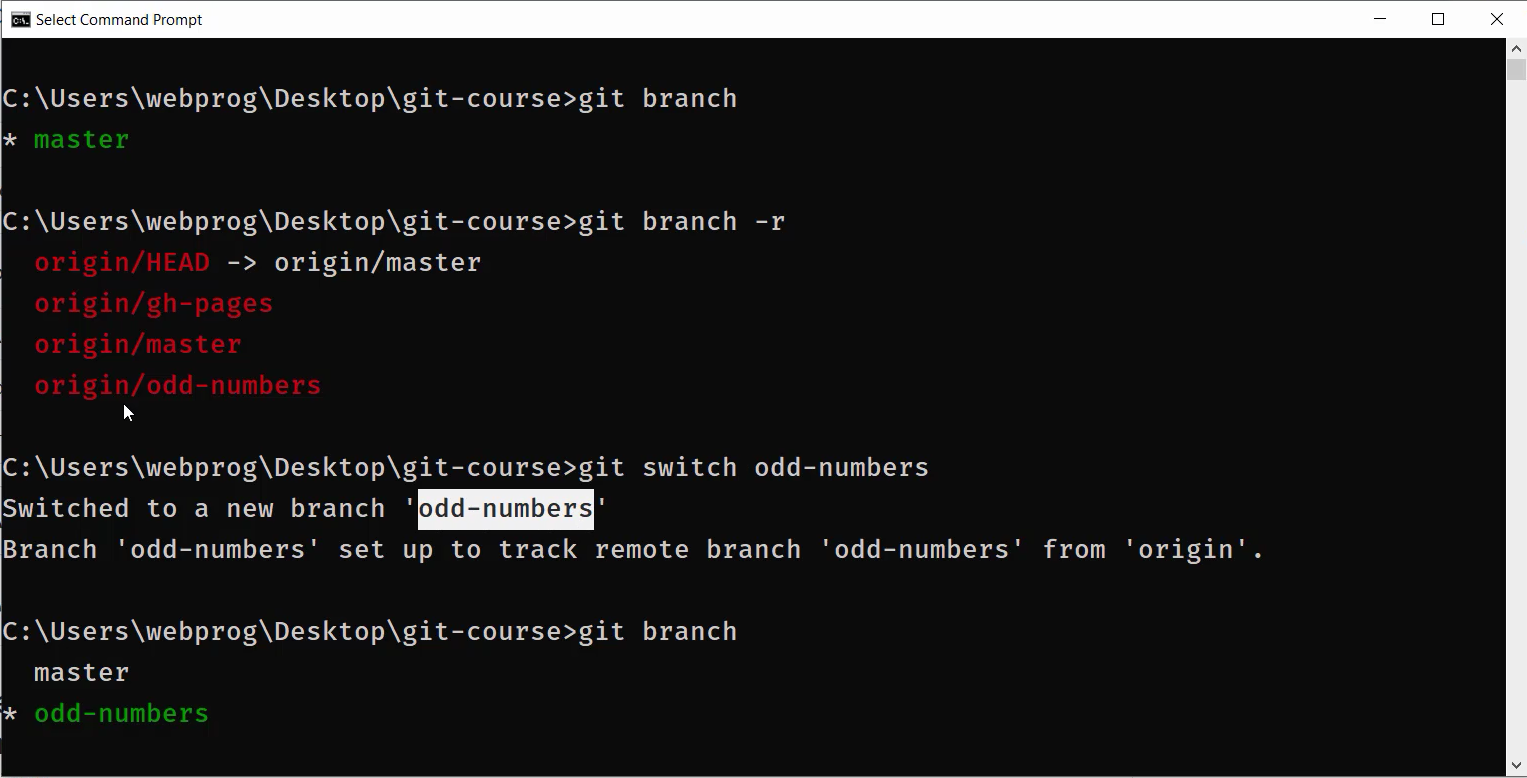 Select Command Prompt
C:\Users\webprog\Desktop\git-course>git branch
* master
C:\Users\webprog\Desktop\git-course>git branch -r
  origin/HEAD -> origin/master
  origin/gh-pages
  origin/master
  origin/odd-numbers
C:\Users\webprog\Desktop\git-course>git switch odd-numbers
Switched to a new branch 'odd-numbers'
Branch 'odd-numbers' set up to track remote branch 'odd-numbers' from 'origin'.
C:\Users\webprog\Desktop\git-course>git branch
  master
* odd-numbers